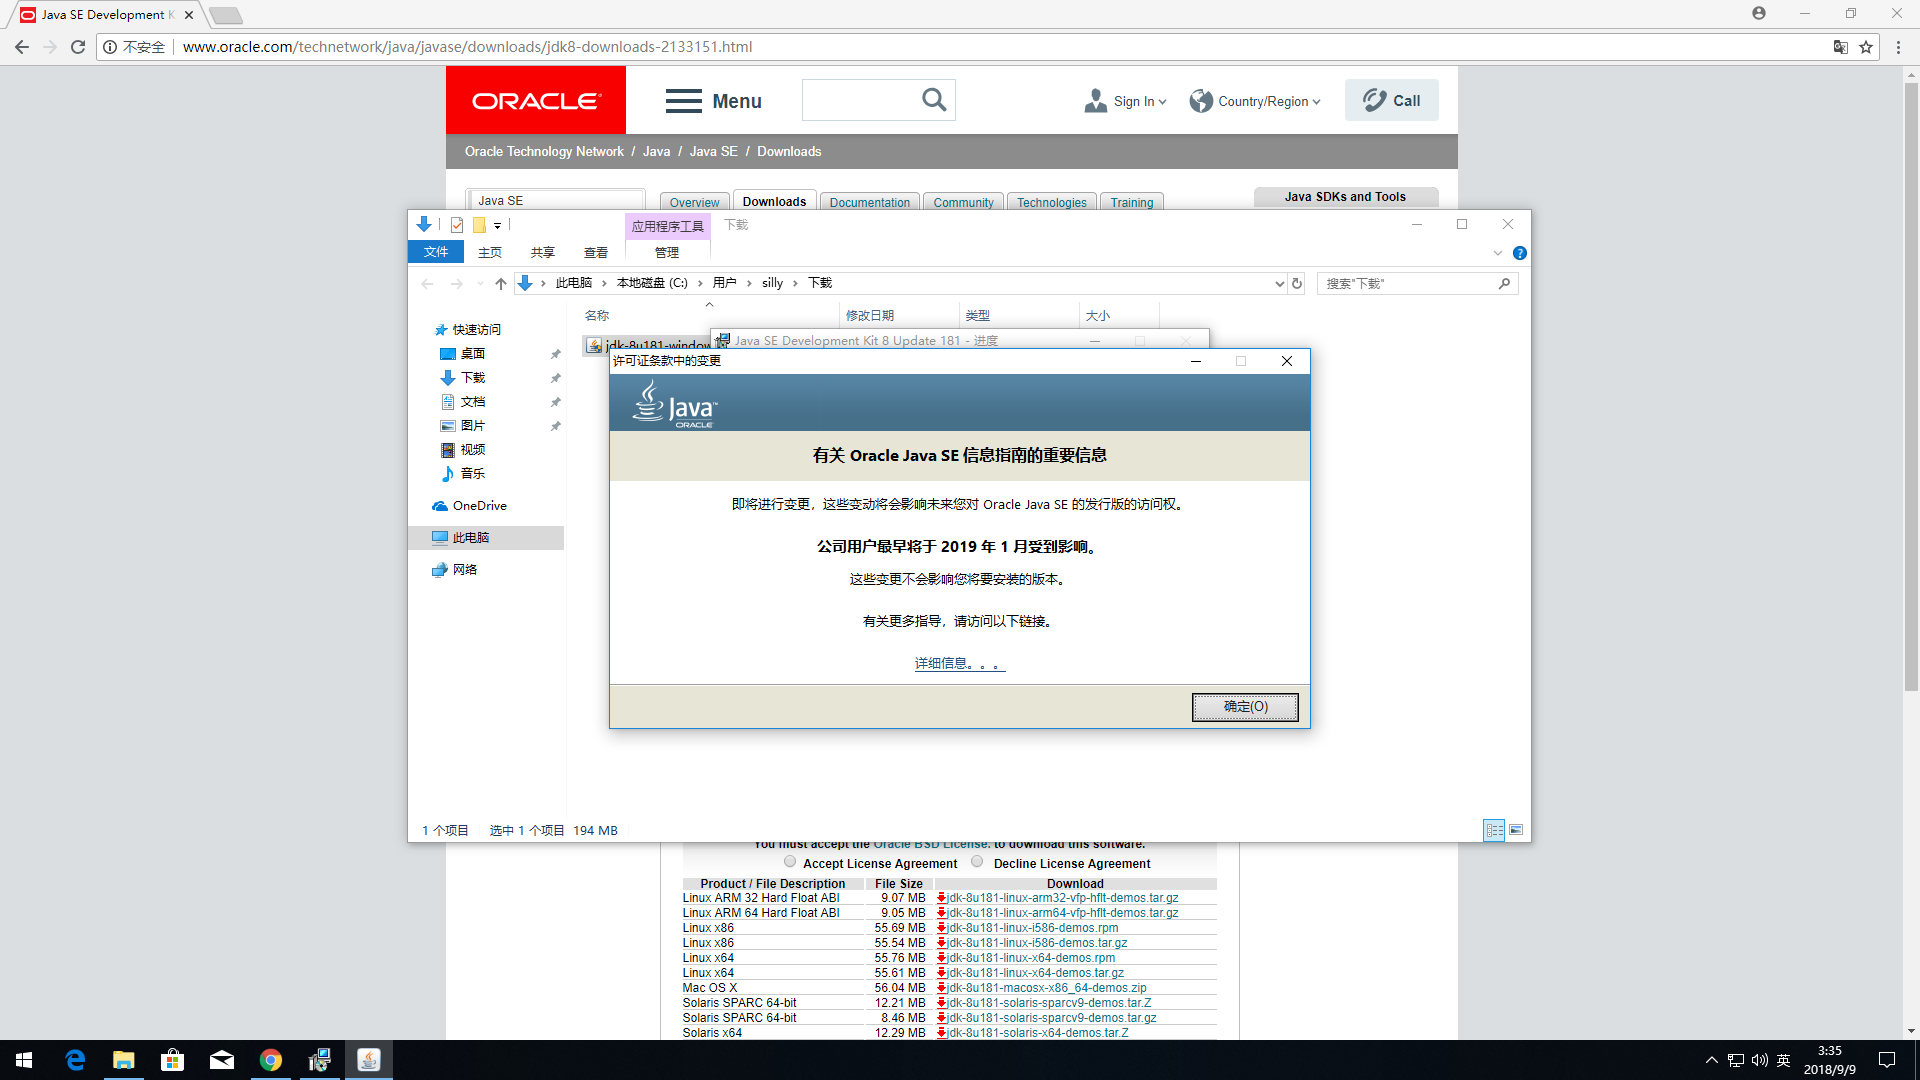 Java SE Development K
不安全
www.oracle.com/technetwork/java/javase/downloads/jdk8-downloads-2133151.html
ORACLE
Menu
Sign In
Country/Region
Call
Oracle Technology Network / Java / Java SE / Downloads
Java SE
Overview
Downloads
Documentation
Community
Technologies
Training
Java SDKs and Tools
应用程序工具
下载
文件
主页
共享
查看
管理
此电脑
本地磁盘 (C:)
用户
silly
下载
搜索"下载"
名称
修改日期
类型
大小
快速访问
桌面
下载
文档
图片
视频
音乐
OneDrive
此电脑
网络
jdk-8u181-window
Java SE Development Kit 8 Update 181 - 进度
许可证条款中的变更
Java™
ORACLE
有关 Oracle Java SE 信息指南的重要信息
即将进行变更，这些变动将会影响未来您对 Oracle Java SE 的发行版的访问权。
公司用户最早将于 2019 年 1 月受到影响。
这些变更不会影响您将要安装的版本。
有关更多指导，请访问以下链接。
详细信息。。。
确定(O)
1 个项目
选中 1 个项目 194 MB
You must accept the Oracle BSD License. to download this software.
Accept License Agreement
Decline License Agreement
Product / File Description File Size Download
Linux ARM 32 Hard Float ABI 9.07 MB jdk-8u181-linux-arm32-vfp-hflt-demos.tar.gz
Linux ARM 64 Hard Float ABI 9.05 MB jdk-8u181-linux-arm64-vfp-hflt-demos.tar.gz
Linux x86 55.69 MB jdk-8u181-linux-i586-demos.rpm
Linux x86 55.54 MB jdk-8u181-linux-i586-demos.tar.gz
Linux x64 55.76 MB jdk-8u181-linux-x64-demos.rpm
Linux x64 55.61 MB jdk-8u181-linux-x64-demos.tar.gz
Mac OS X 56.04 MB jdk-8u181-macosx-x86_64-demos.zip
Solaris SPARC 64-bit 12.21 MB jdk-8u181-solaris-sparcv9-demos.tar.Z
Solaris SPARC 64-bit 8.46 MB jdk-8u181-solaris-sparcv9-demos.tar.gz
Solaris x64 12.29 MB jdk-8u181-solaris-x64-demos.tar.Z
英
3:35
2018/9/9